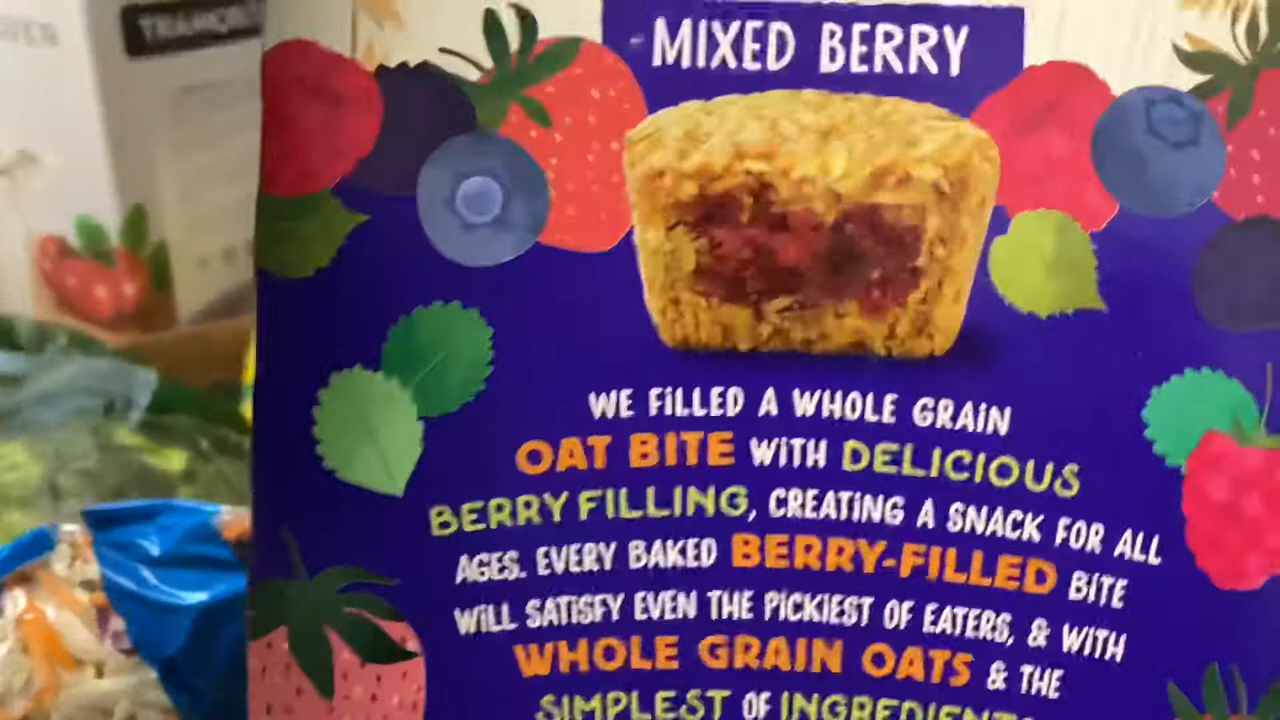 MIXED BERRY
WE FiLLED A WHOLE GRAiN
OAT BITE WiTH DELICIOUS
BERRY FILLING, CREATiNG A SNACK FOR ALL
AGES. EVERY BAKED BERRY-FILLED BiTE
WiLL SATiSFY EVEN THE PiCKiEST OF EATERS, & WiTH
WHOLE GRAIN OATS & THE
SIMPLEST OF INGREDIENTS